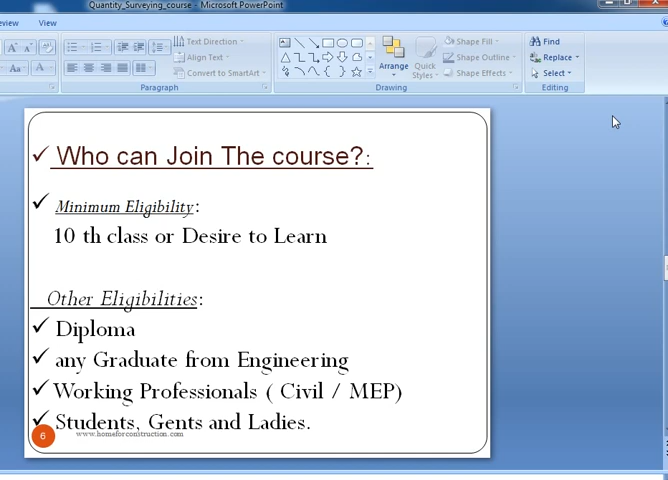 Quantity_Surveying_course - Microsoft PowerPoint
View
Text Direction
Align Text
Convert to SmartArt
Paragraph
Arrange
Quick Styles
Shape Fill
Shape Outline
Shape Effects
Drawing
Find
Replace
Select
Editing
Who can Join The course?:
Minimum Eligibility:
10 th class or Desire to Learn
Other Eligibilities:
Diploma
any Graduate from Engineering
Working Professionals ( Civil / MEP)
Students, Gents and Ladies.
6
www.homeforconstruction.com